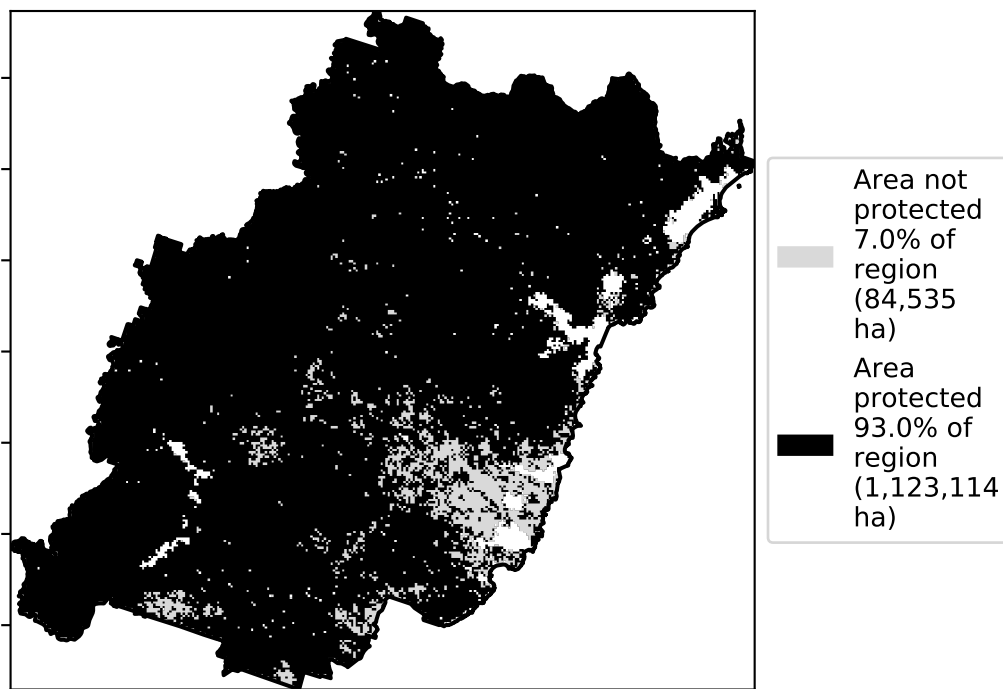 Area not
protected
7.0% of
region
(84,535
ha)
Area
protected
93.0% of
region
(1,123,114
ha)